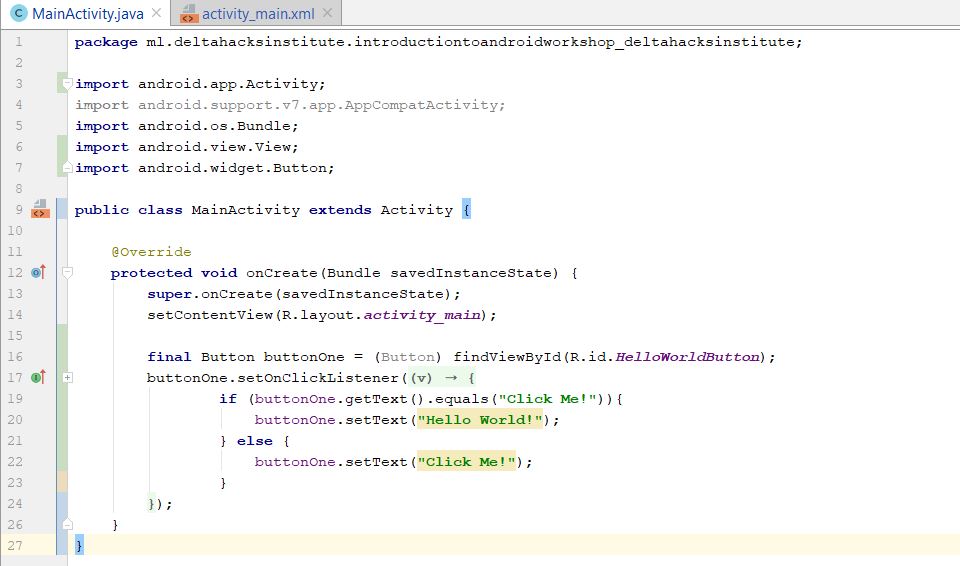 MainActivity.java activity_main.xml
1 package ml.deltahacksinstitute.introductiontoandroidworkshop_deltahacksinstitute;
2
3 import android.app.Activity;
4 import android.support.v7.app.AppCompatActivity;
5 import android.os.Bundle;
6 import android.view.View;
7 import android.widget.Button;
8
9 public class MainActivity extends Activity {
10
11     @Override
12     protected void onCreate(Bundle savedInstanceState) {
13         super.onCreate(savedInstanceState);
14         setContentView(R.layout.activity_main);
15
16         final Button buttonOne = (Button) findViewById(R.id.HelloWorldButton);
17         buttonOne.setOnClickListener((v) → {
19                 if (buttonOne.getText().equals("Click Me!")){
20                     buttonOne.setText("Hello World!");
21                 } else {
22                     buttonOne.setText("Click Me!");
23                 }
24         });
26     }
27 }